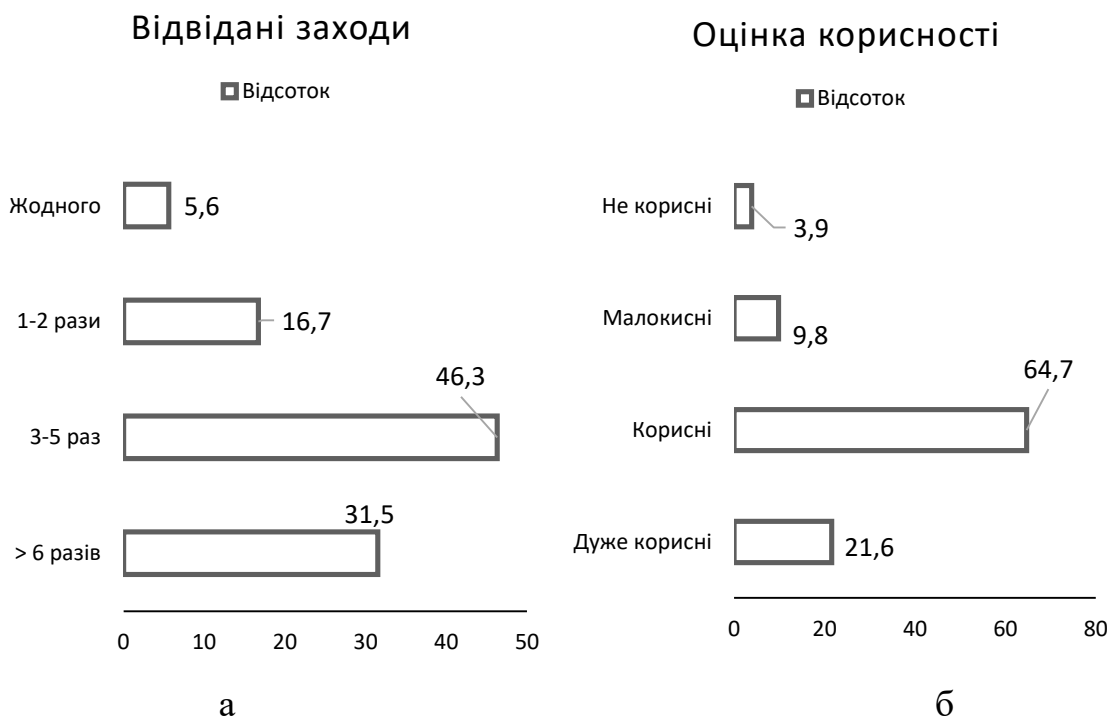 Відвідані заходи
Відсоток
Жодного
5,6
1-2 рази
16,7
46,3
3-5 раз
31,5
> 6 разів
0 10 20 30 40 50
а
Оцінка корисності
Відсоток
Не корисні
3,9
Малокисні
9,8
64,7
Корисні
Дуже корисні
21,6
0 20 40 60 80
б